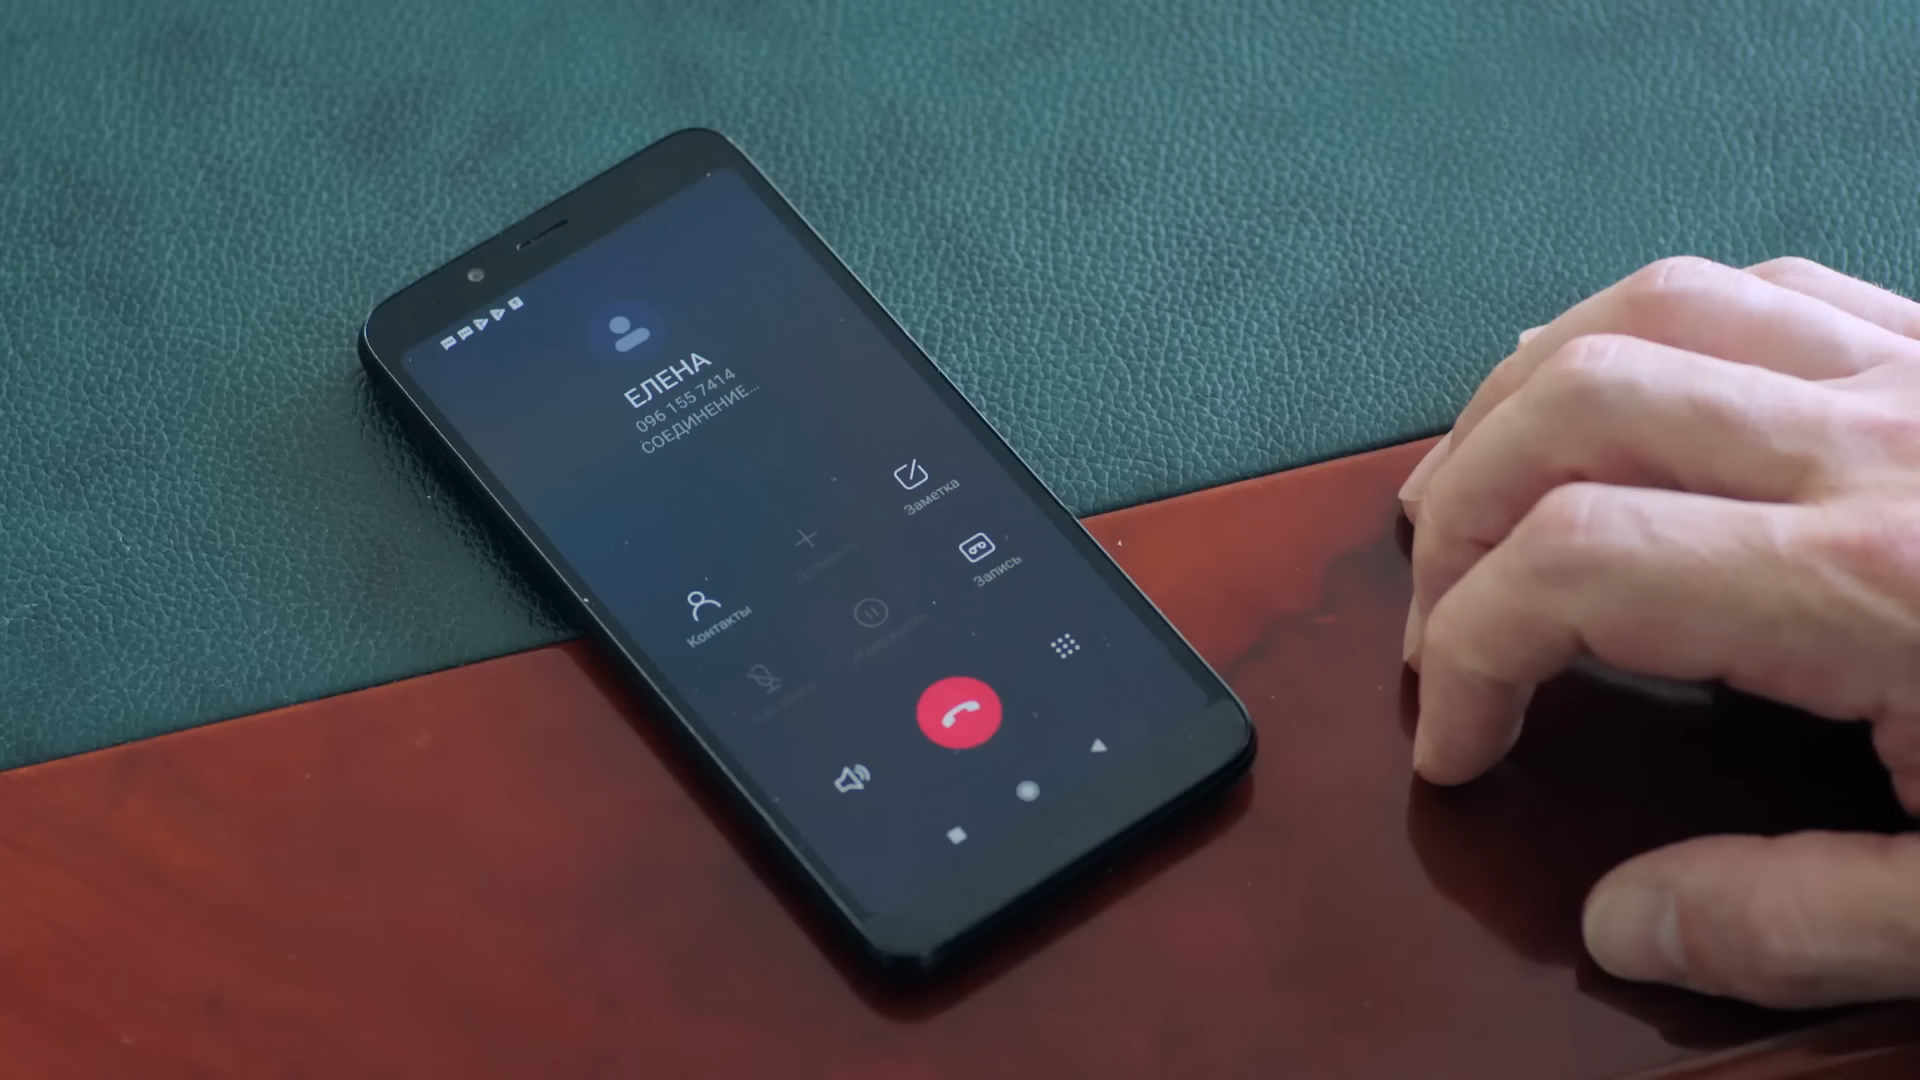 ЕЛЕНА
096 155 7414
СОЕДИНЕНИЕ...
Заметка
Запись
Контакты